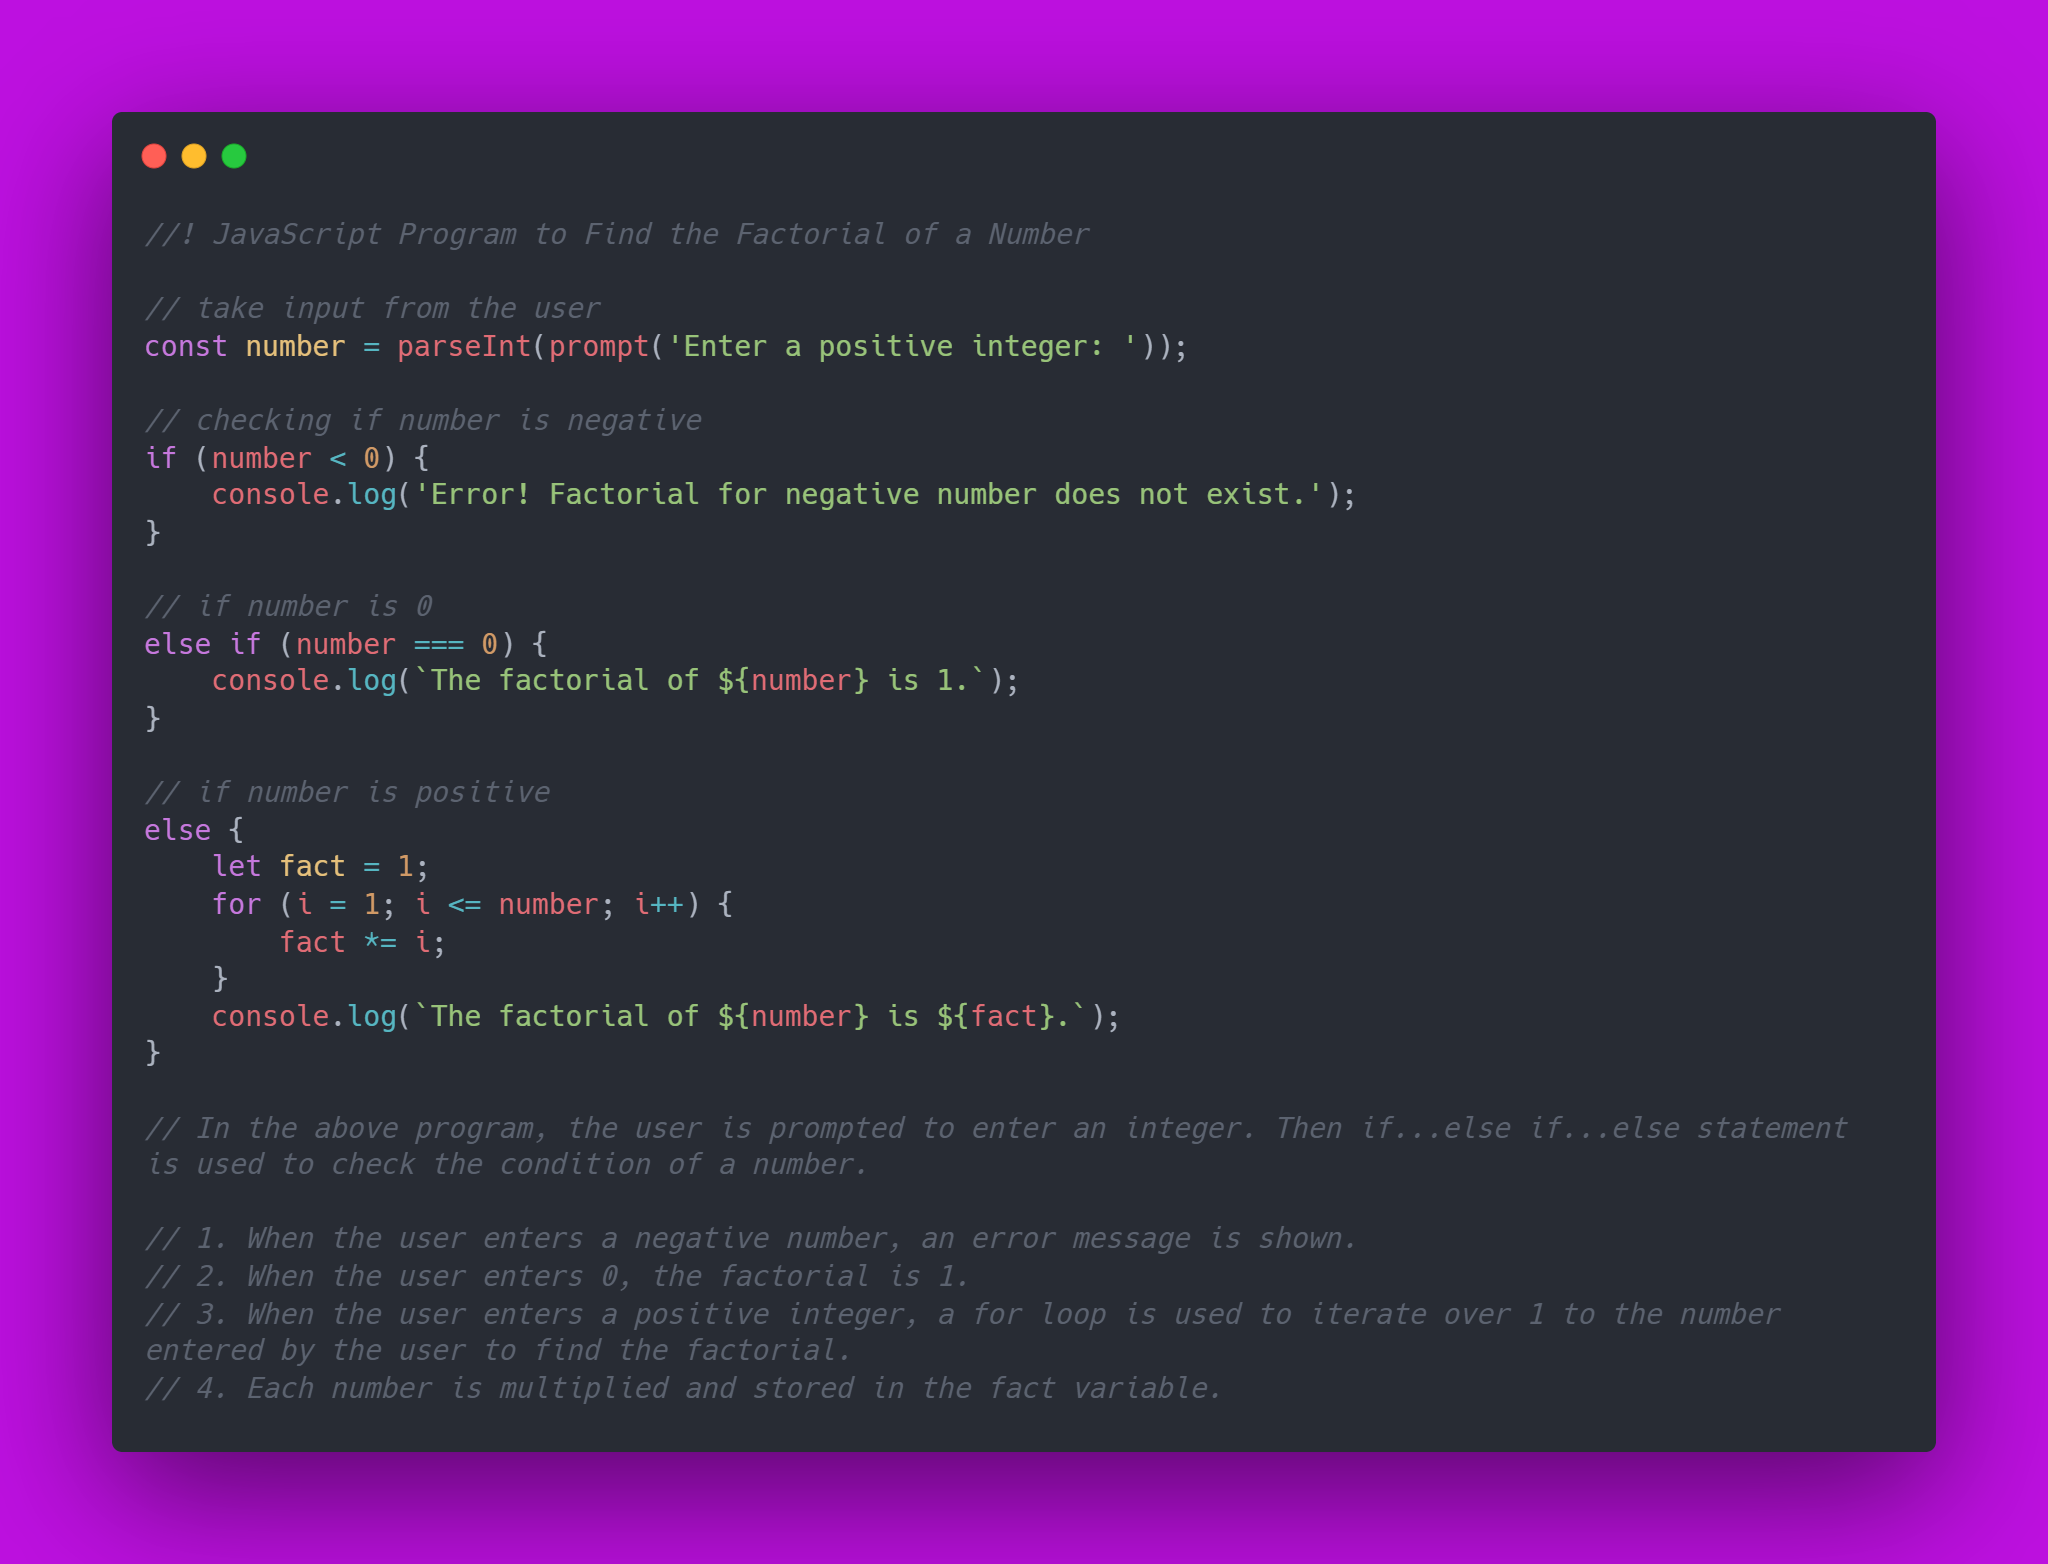 //! JavaScript Program to Find the Factorial of a Number

// take input from the user
const number = parseInt(prompt('Enter a positive integer: '));

// checking if number is negative
if (number < 0) {
    console.log('Error! Factorial for negative number does not exist.');
}

// if number is 0
else if (number === 0) {
    console.log(`The factorial of ${number} is 1.`);
}

// if number is positive
else {
    let fact = 1;
    for (i = 1; i <= number; i++) {
        fact *= i;
    }
    console.log(`The factorial of ${number} is ${fact}.`);
}

// In the above program, the user is prompted to enter an integer. Then if...else if...else statement
is used to check the condition of a number.

// 1. When the user enters a negative number, an error message is shown.
// 2. When the user enters 0, the factorial is 1.
// 3. When the user enters a positive integer, a for loop is used to iterate over 1 to the number
entered by the user to find the factorial.
// 4. Each number is multiplied and stored in the fact variable.